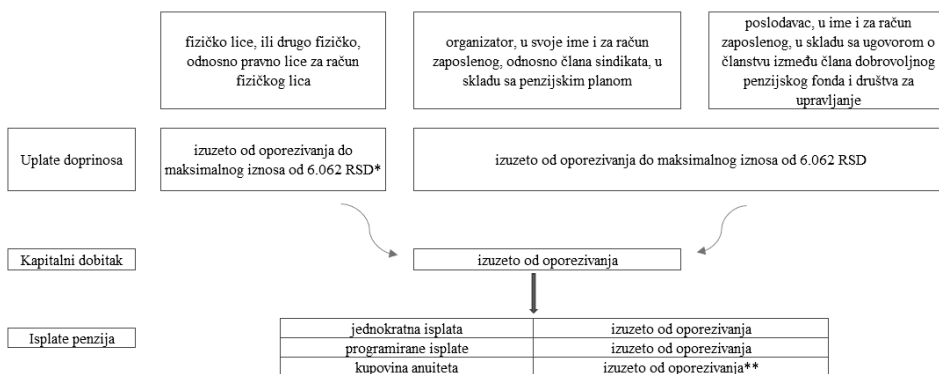 fizičko lice, ili drugo fizičko,
odnosno pravno lice za račun
fizičkog lica
organizator, u svoje ime i za račun
zaposlenog, odnosno člana sindikata, u
skladu sa penzijskim planom
poslodavac, u ime i za račun
zaposlenog, u skladu sa ugovorom o
članstvu između člana dobrovoljnog
penzijskog fonda i društva za
upravljanje
Uplate doprinosa
izuzeto od oporezivanja do
maksimalnog iznosa od 6.062 RSD*
izuzeto od oporezivanja do maksimalnog iznosa od 6.062 RSD
Kapitalni dobitak
izuzeto od oporezivanja
Isplate penzija
jednokratna isplata
izuzeto od oporezivanja
programirane isplate
izuzeto od oporezivanja
kupovina anuiteta
izuzeto od oporezivanja**